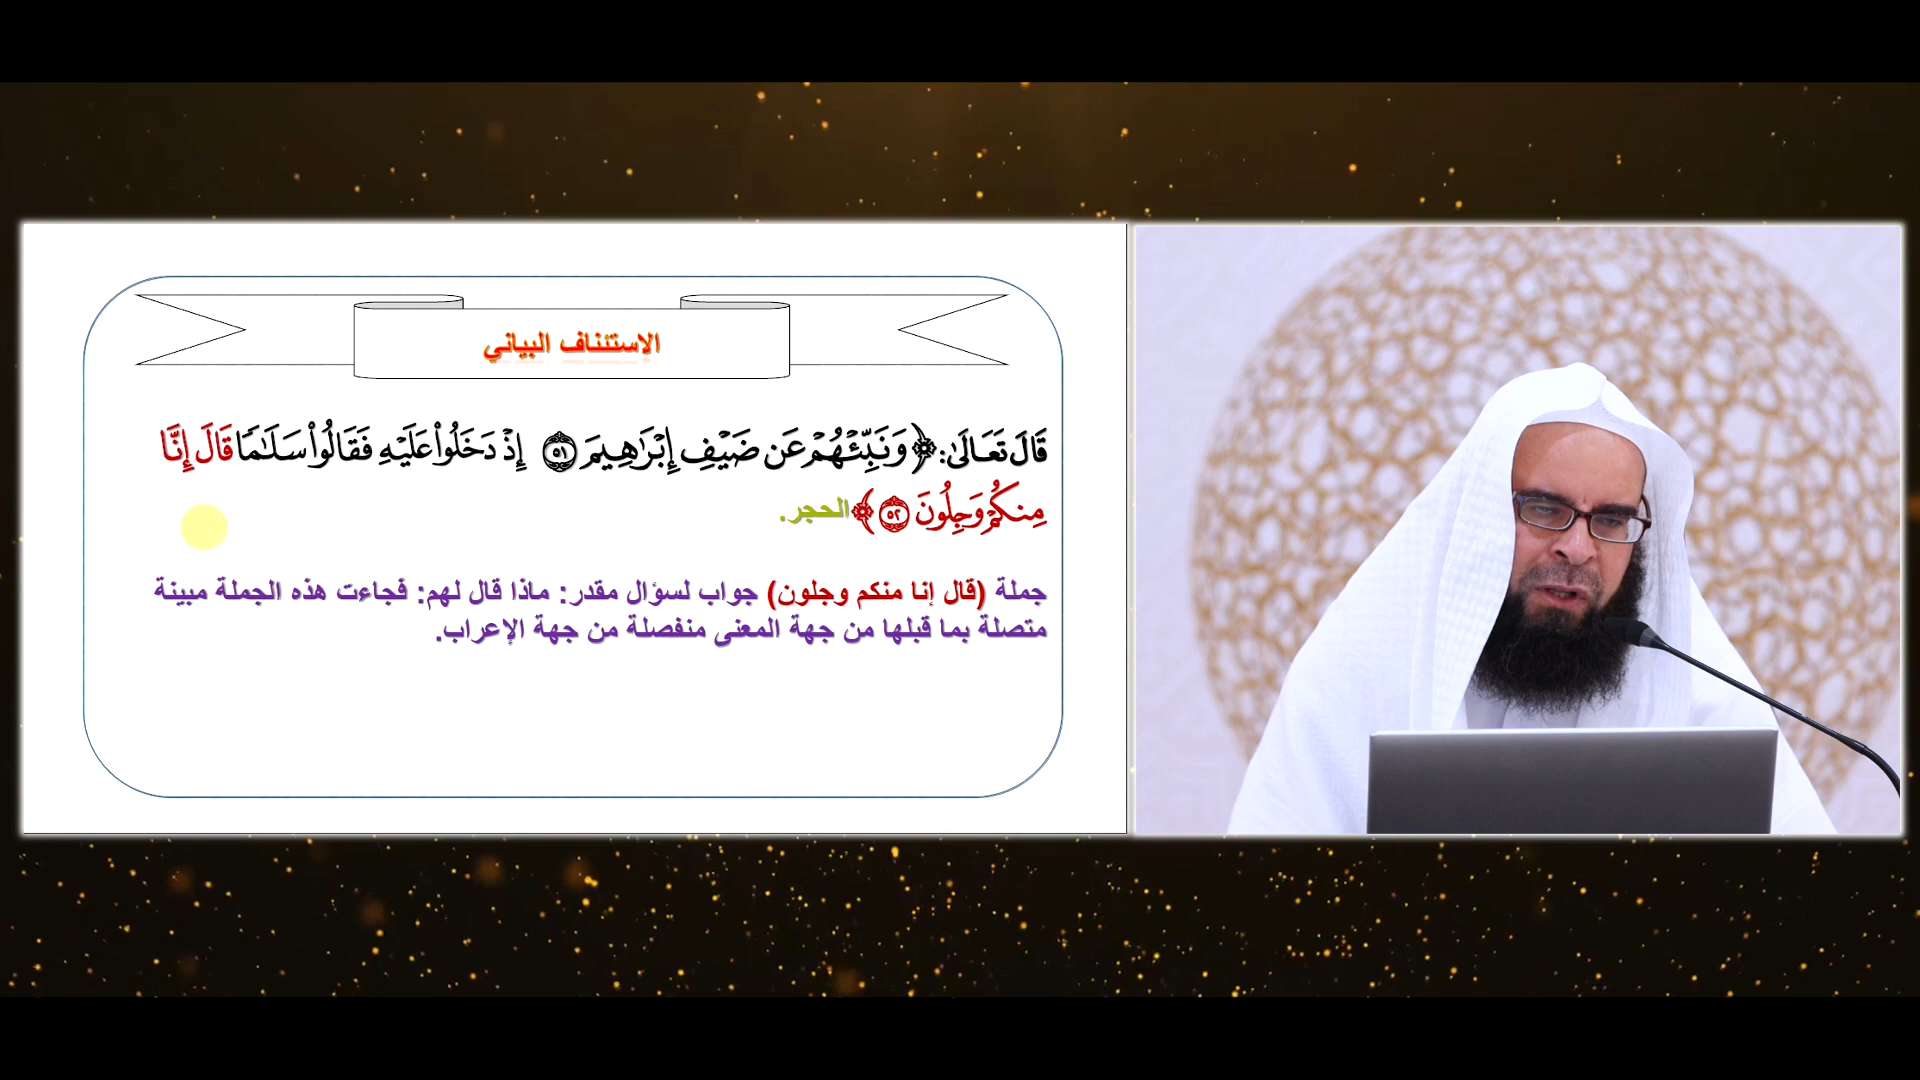 الاستئناف البياني
قَالَ تَعَالَىٰ: ﴿وَنَبِّئْهُمْ عَن ضَيْفِ إِبْرَٰهِيمَ ٥١ إِذْ دَخَلُوا۟ عَلَيْهِ فَقَالُوا۟ سَلَٰمًا قَالَ إِنَّا
مِنكُمْ وَجِلُونَ ٥٢﴾ الحجر.
جملة (قال إنا منكم وجلون) جواب لسؤال مقدر: ماذا قال لهم: فجاءت هذه الجملة مبينة
متصلة بما قبلها من جهة المعنى منفصلة من جهة الإعراب.